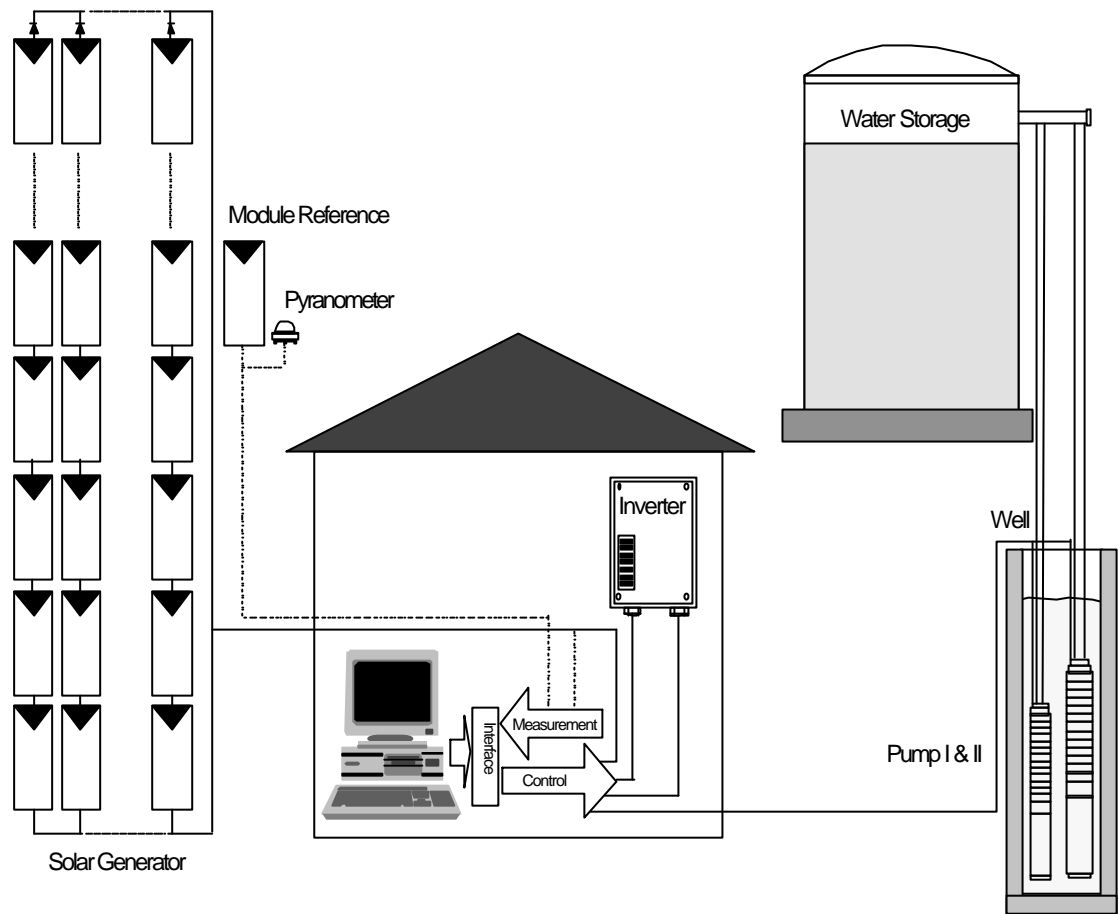 Water Storage
Module Reference
Pyranometer
Inverter
Well
Interface
Measurement
Control
Pump I & II
Solar Generator